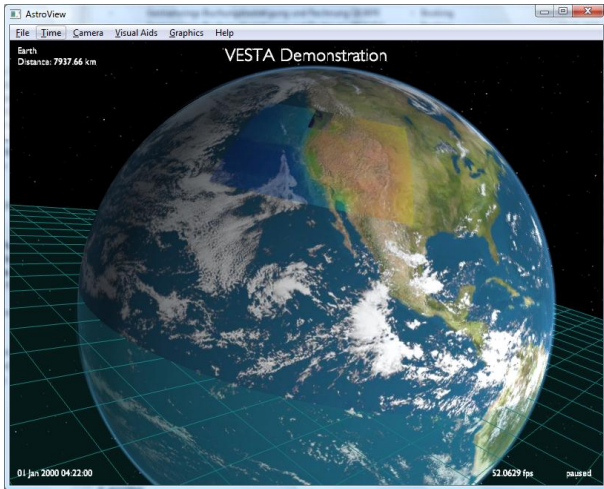 AstroView
File Time Camera Visual Aids Graphics Help
Earth
Distance: 7937.66 km
VESTA Demonstration
01 Jan 2000 04:22:00
52.0629 fps
paused